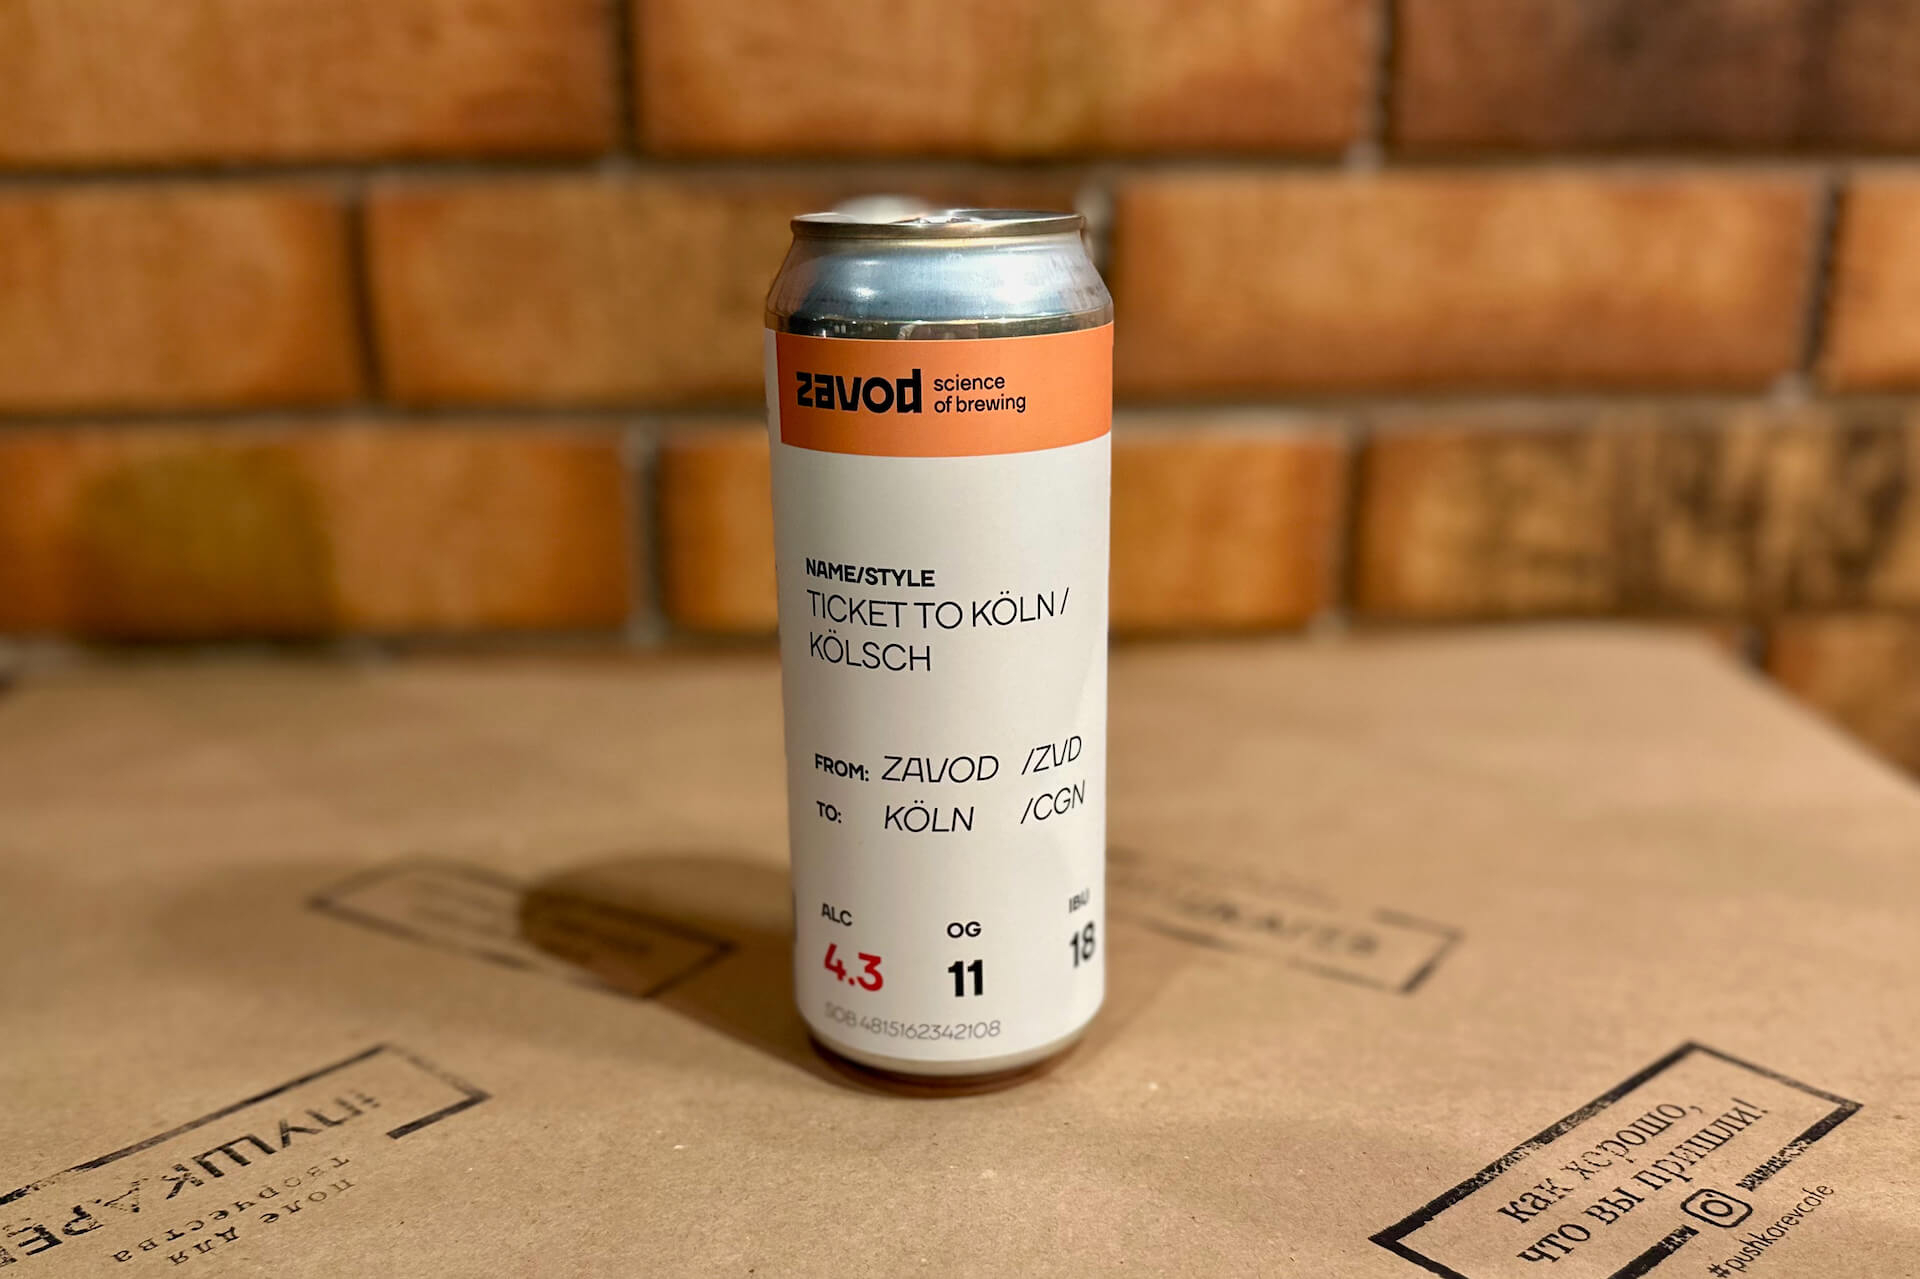 zavod science
of brewing
NAME/STYLE
TICKET TO KÖLN /
KÖLSCH
FROM: ZAVOD /ZVD
TO: KÖLN /CGN
ALC OG IBU
4.3 11 18
SOB 4815162342108
поле для
творчества
Как хорошо,
что вы пришли!
#pushkarevcafe